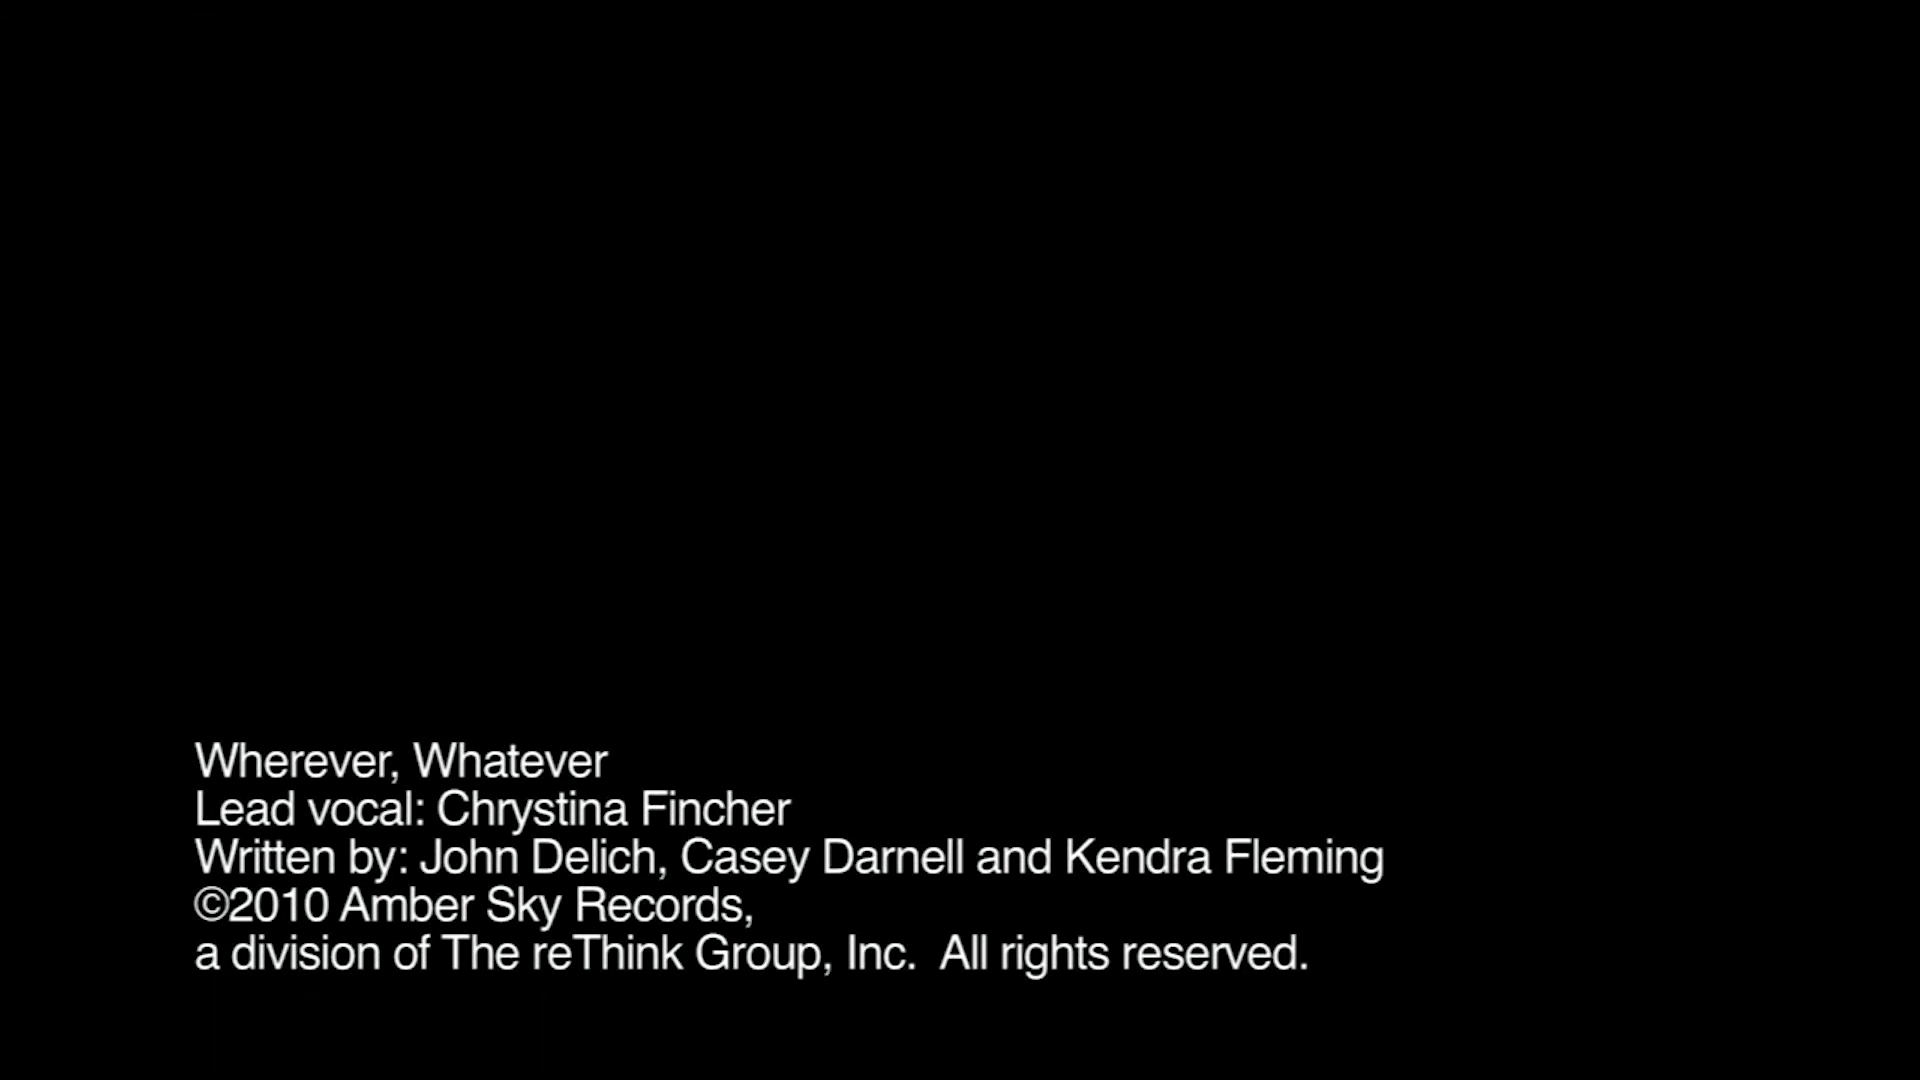 Wherever, Whatever
Lead vocal: Chrystina Fincher
Written by: John Delich, Casey Darnell and Kendra Fleming
©2010 Amber Sky Records,
a division of The reThink Group, Inc.  All rights reserved.